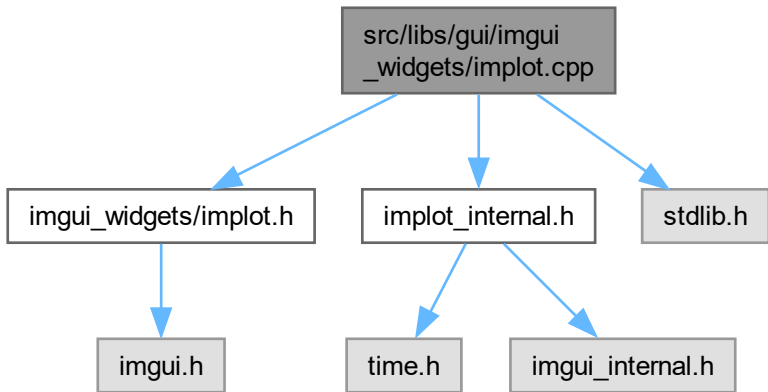 src/libs/gui/imgui
_widgets/implot.cpp
imgui_widgets/implot.h
implot_internal.h
stdlib.h
imgui.h
time.h
imgui_internal.h